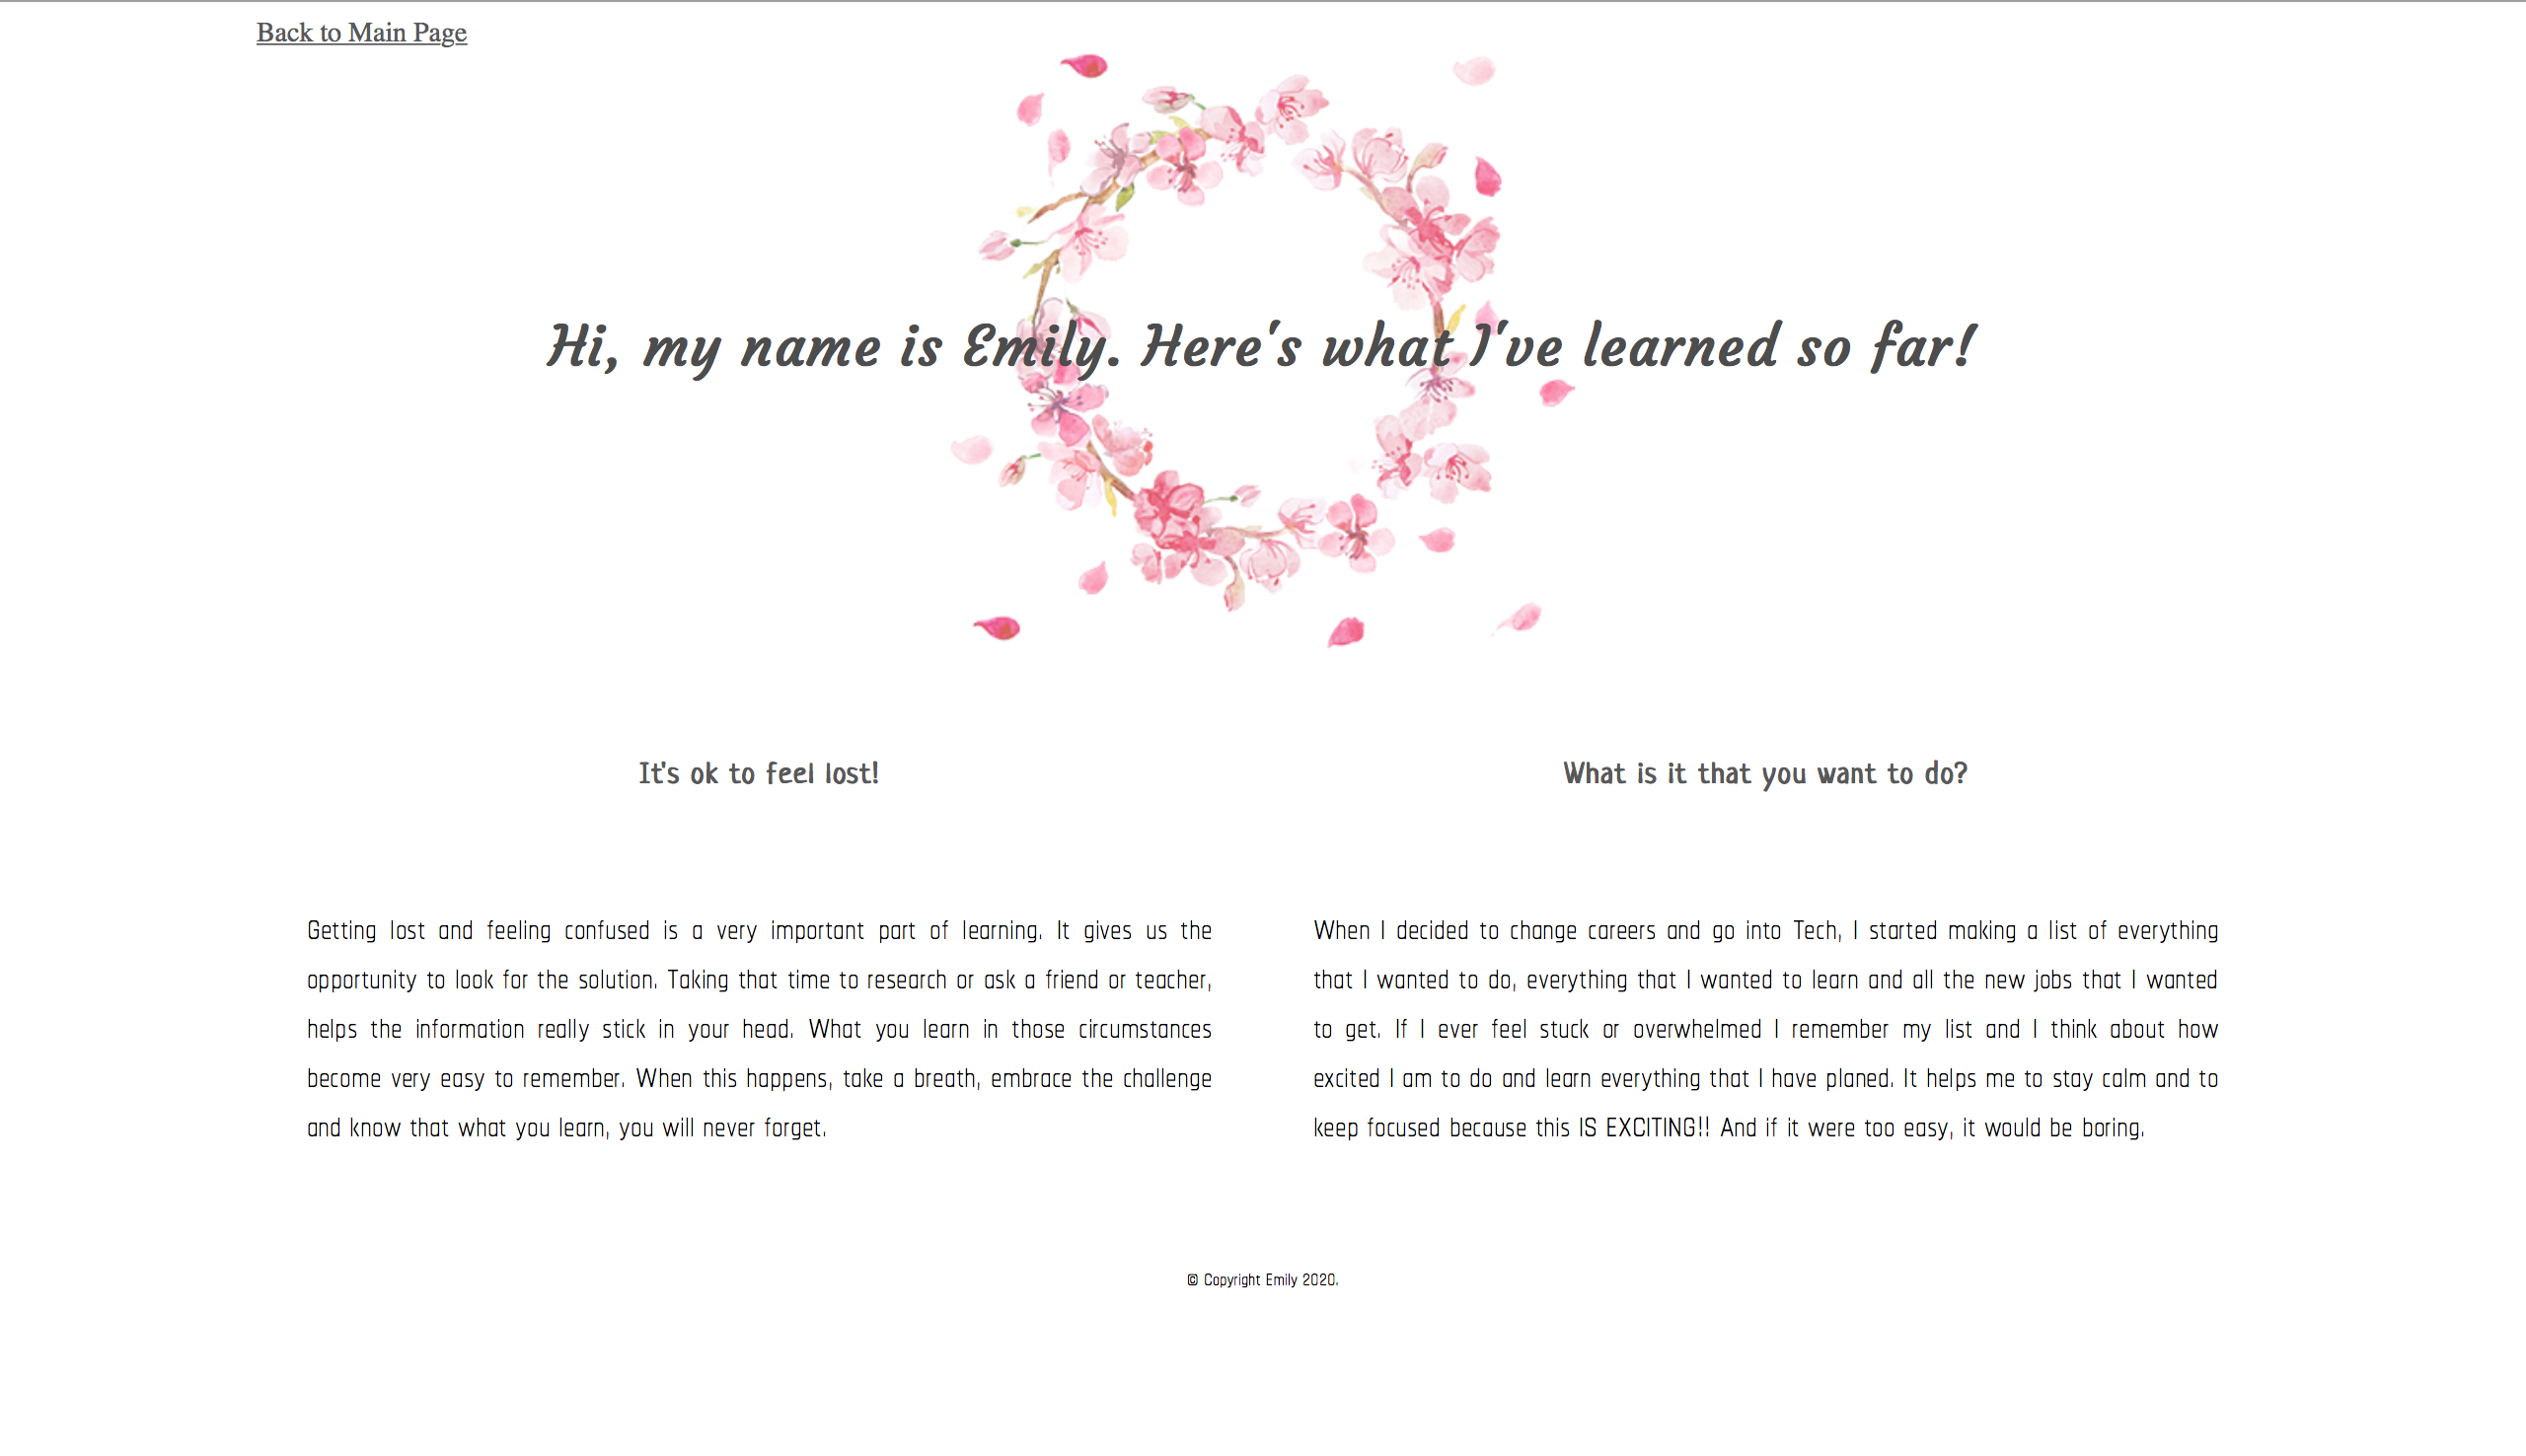 Back to Main Page
Hi, my name is Emily. Here's what I've learned so far!
It's ok to feel lost!
Getting lost and feeling confused is a very important part of learning. It gives us the
opportunity to look for the solution. Taking that time to research or ask a friend or teacher,
helps the information really stick in your head. What you learn in those circumstances
become very easy to remember. When this happens, take a breath, embrace the challenge
and know that what you learn, you will never forget.
What is it that you want to do?
When I decided to change careers and go into Tech, I started making a list of everything
that I wanted to do, everything that I wanted to learn and all the new jobs that I wanted
to get. If I ever feel stuck or overwhelmed I remember my list and I think about how
excited I am to do and learn everything that I have planed. It helps me to stay calm and to
keep focused because this IS EXCITING!! And if it were too easy, it would be boring.
© Copyright Emily 2020.